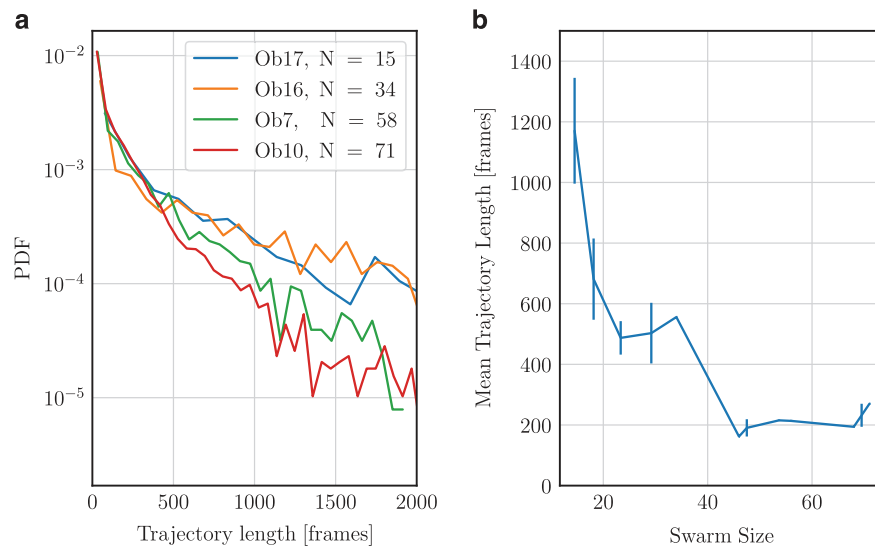 a
10⁻²
10⁻³
10⁻⁴
10⁻⁵
PDF
Ob17, N = 15
Ob16, N = 34
Ob7, N = 58
Ob10, N = 71
0 500 1000 1500 2000
Trajectory length [frames]
b
1400
1200
1000
800
600
400
200
0
Mean Trajectory Length [frames]
20 40 60
Swarm Size